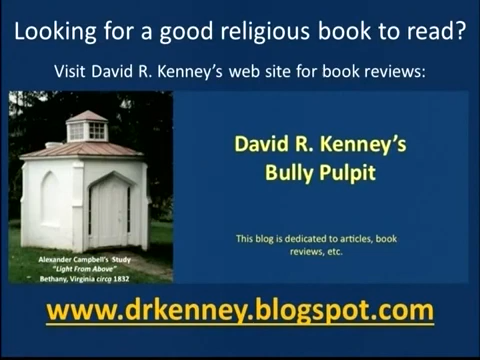 Looking for a good religious book to read?
Visit David R. Kenney's web site for book reviews:
David R. Kenney's
Bully Pulpit
This blog is dedicated to articles, book
reviews, etc.
Alexander Campbell's Study
"Light From Above"
Bethany, Virginia circa 1832
www.drkenney.blogspot.com